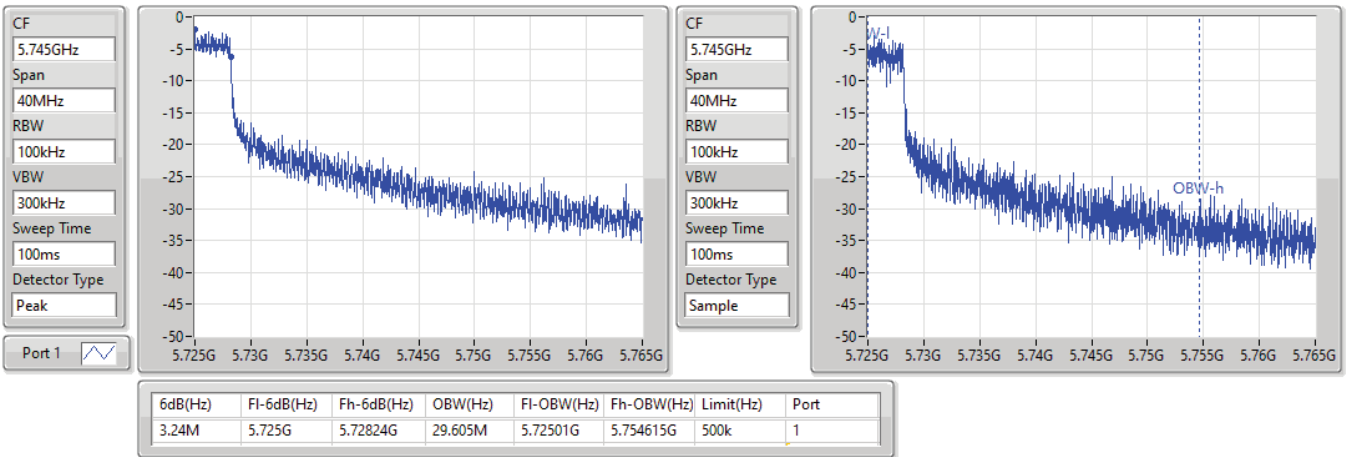 CF
5.745GHz
Span
40MHz
RBW
100kHz
VBW
300kHz
Sweep Time
100ms
Detector Type
Peak
Port 1
0
-5
-10
-15
-20
-25
-30
-35
-40
-45
-50
5.725G 5.73G 5.735G 5.74G 5.745G 5.75G 5.755G 5.76G 5.765G
CF
5.745GHz
Span
40MHz
RBW
100kHz
VBW
300kHz
Sweep Time
100ms
Detector Type
Sample
0
-5
-10
-15
-20
-25
-30
-35
-40
-45
-50
W-l
OBW-h
5.725G 5.73G 5.735G 5.74G 5.745G 5.75G 5.755G 5.76G 5.765G
6dB(Hz) Fl-6dB(Hz) Fh-6dB(Hz) OBW(Hz) Fl-OBW(Hz) Fh-OBW(Hz) Limit(Hz) Port
3.24M 5.725G 5.72824G 29.605M 5.72501G 5.754615G 500k 1